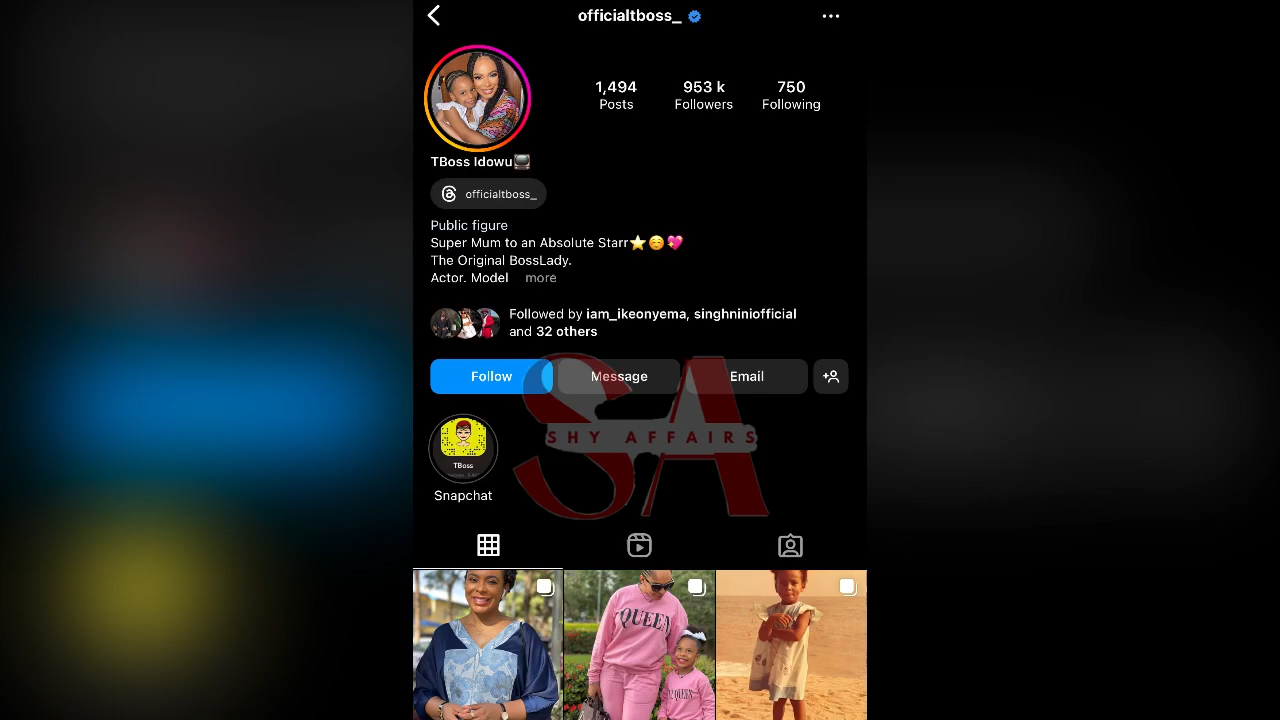 officialtboss_
1,494 953 k 750
Posts Followers Following
TBoss Idowu
officialtboss_
Public figure
Super Mum to an Absolute Starr⭐☺️💖
The Original BossLady.
Actor. Model more
Followed by iam_ikeonyema, singhniniofficial
and 32 others
Follow Message Email
SA
SHY AFFAIRS
TBoss
Snapchat
QUEEN
QUEEN